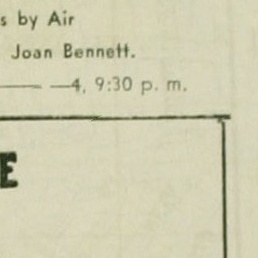 s by Air
Joan Bennett.
—— —4, 9:30 p. m.
E